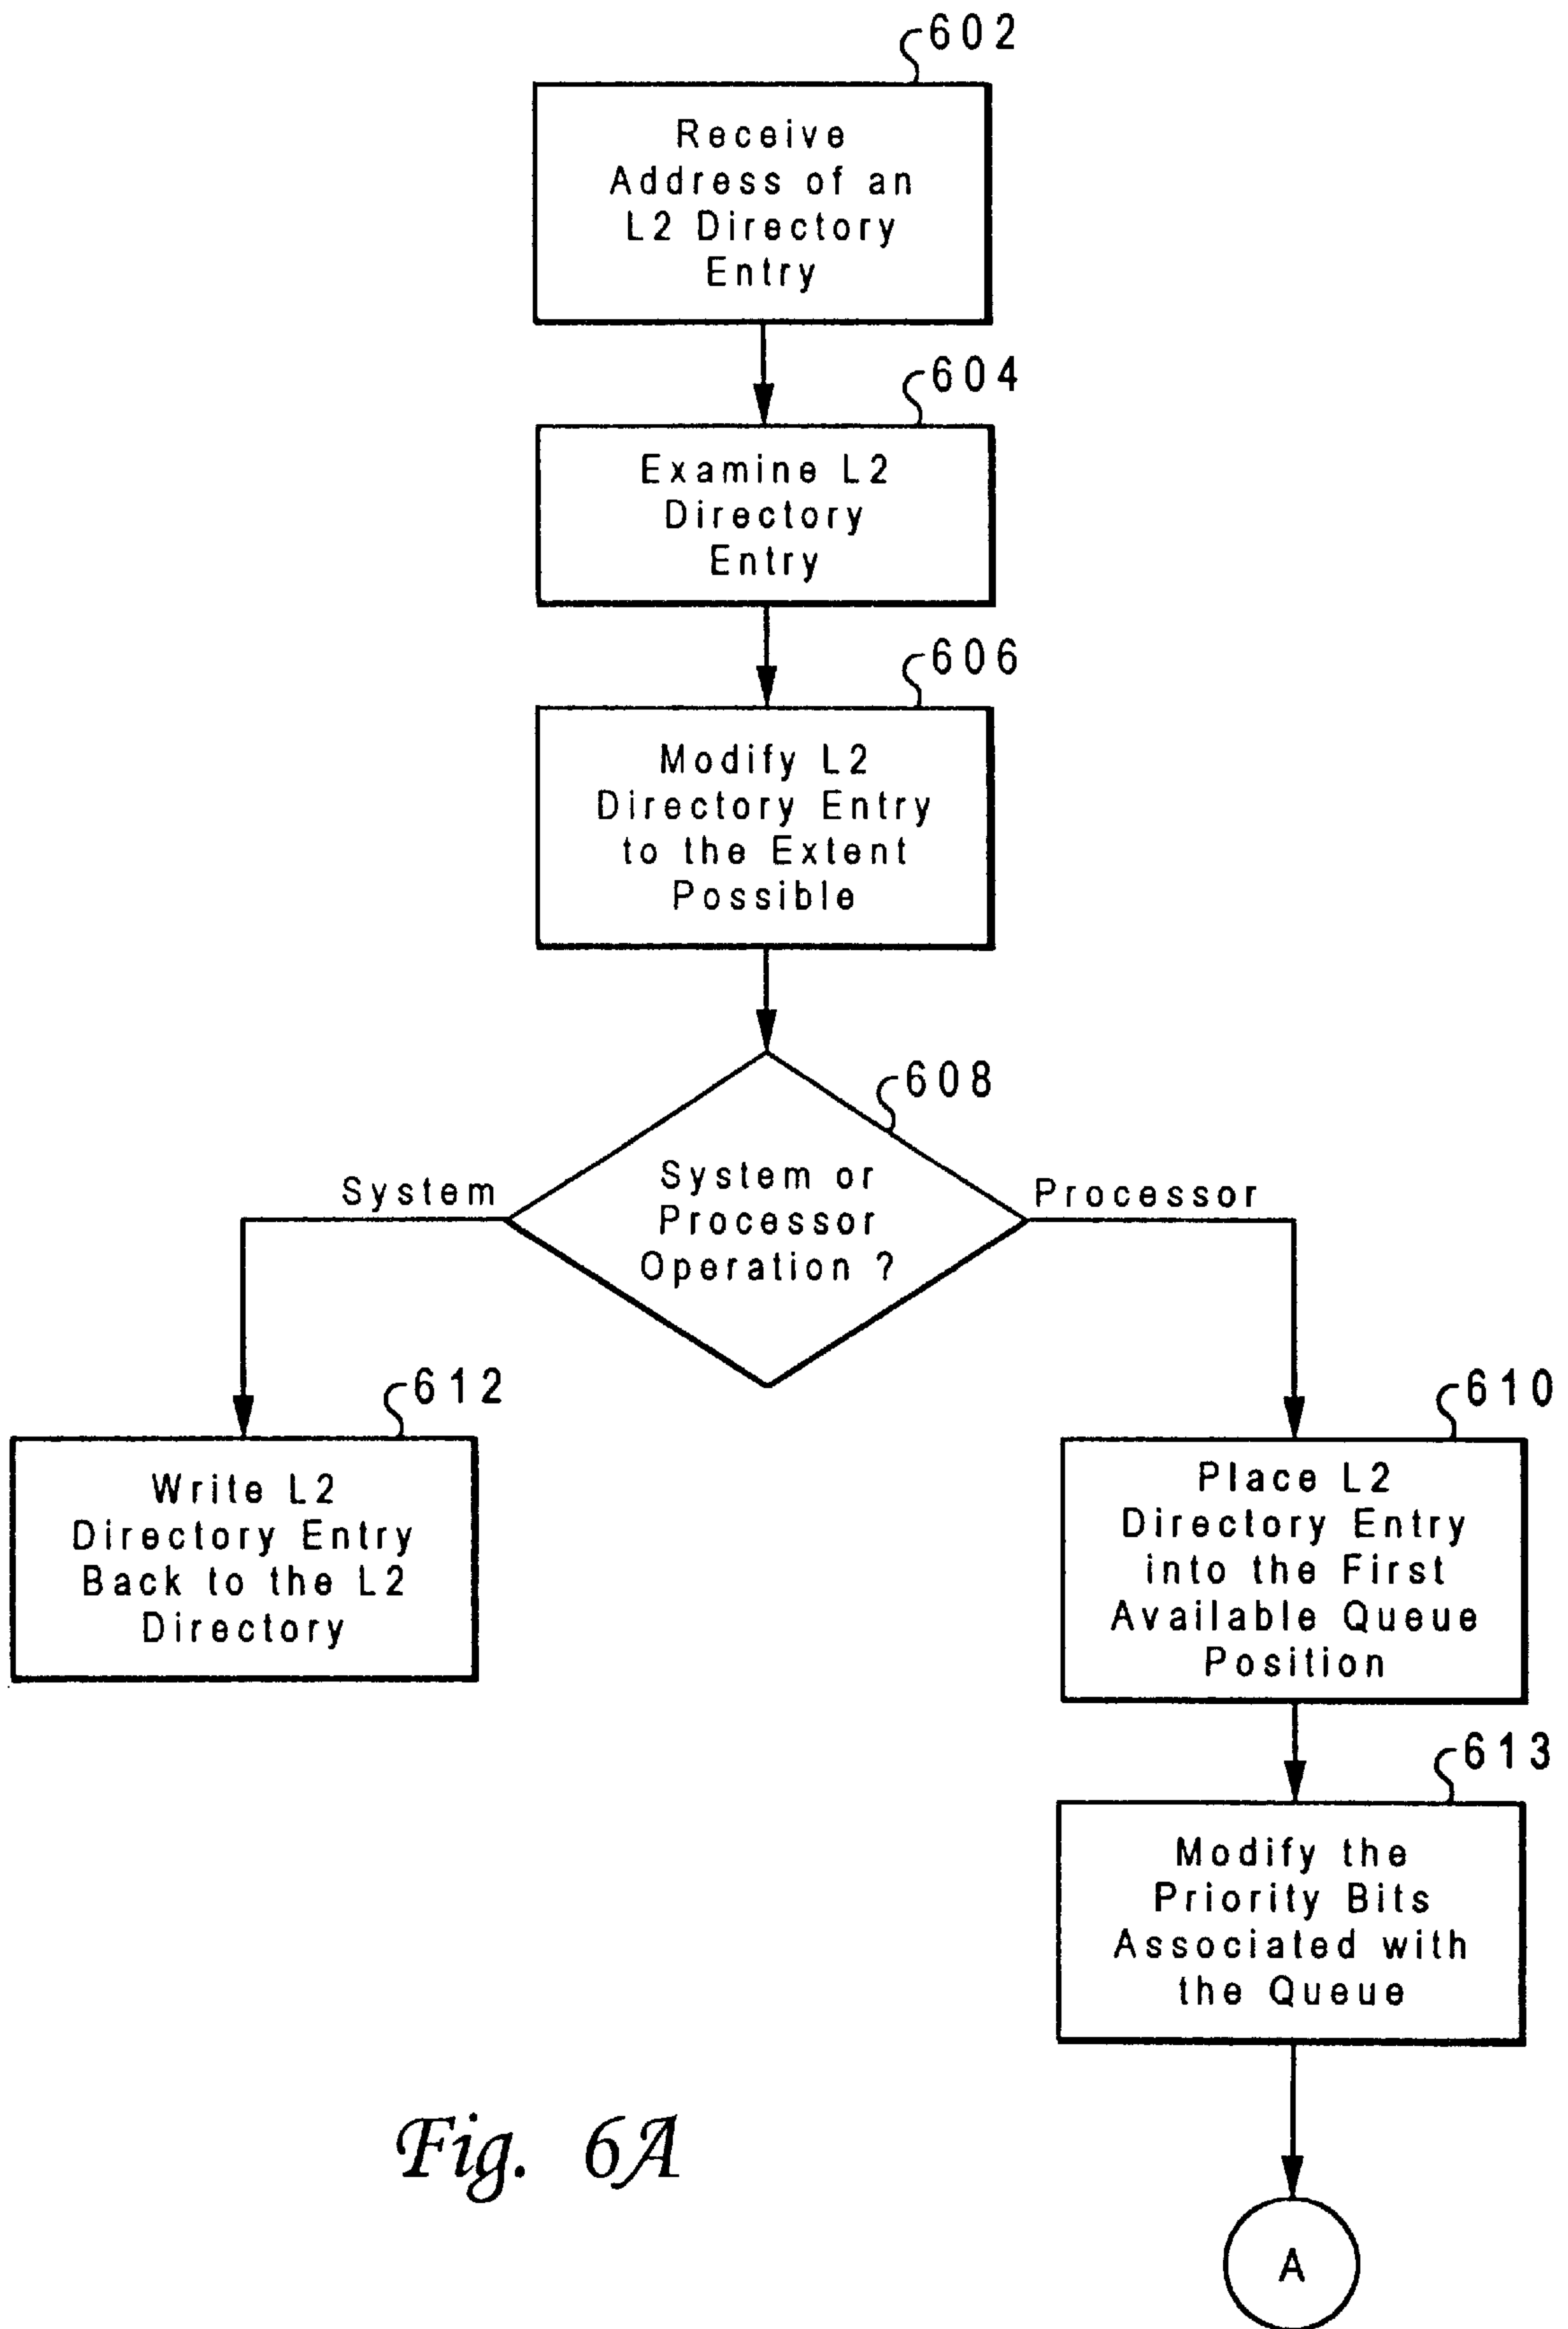 602
Receive
Address of an
L2 Directory
Entry
604
Examine L2
Directory
Entry
606
Modify L2
Directory Entry
to the Extent
Possible
608
System or
Processor
Operation ?
System
Processor
612
Write L2
Directory Entry
Back to the L2
Directory
610
Place L2
Directory Entry
into the First
Available Queue
Position
613
Modify the
Priority Bits
Associated with
the Queue
A
Fig. 6A